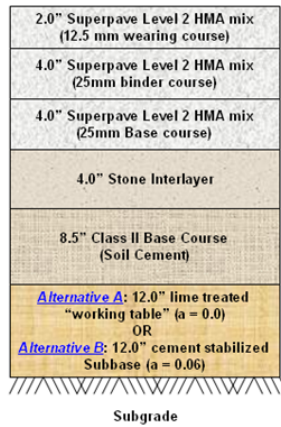 2.0” Superpave Level 2 HMA mix
(12.5 mm wearing course)
4.0” Superpave Level 2 HMA mix
(25mm binder course)
4.0” Superpave Level 2 HMA mix
(25mm Base course)
4.0” Stone Interlayer
8.5” Class II Base Course
(Soil Cement)
Alternative A: 12.0” lime treated
“working table” (a = 0.0)
OR
Alternative B: 12.0” cement stabilized
Subbase (a = 0.06)
Subgrade